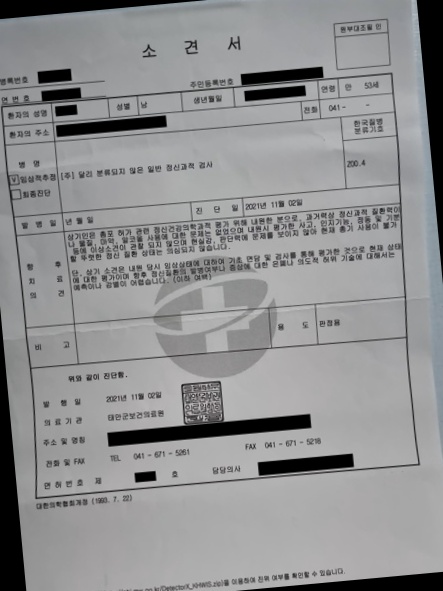 원부대조필 인
소 견 서
병록번호
연 번 호
주민등록번호
환자의 성명
성별
남
생년월일
연령
만 53세
환자의 주소
전화
041- -
병 명
임상적추정
최종진단
[주] 달리 분류되지 않은 일반 정신과적 검사
한국질병
분류기호
Z00.4
발 병 일
년 월 일
진 단 일
2021년 11월 02일
향 후
치 료
의 견
상기인은 총포 허가 관련 정신건강의학과적 평가 위해 내원한 분으로, 과거력상 정신과적 질환력이
나 물질, 마약, 알코올 사용에 대한 문제는 없었으며 내원시 평가한 사고, 인지기능, 정동 및 기분
등에 이상소견이 관찰 되지 않으며 현실감, 판단력에 문제를 보이지 않아 현재 총기 사용이 불가
할 뚜렷한 정신 질환 상태는 의심되지 않습니다.
단, 상기 소견은 내원 당시 임상상태에 대하여 기초 면담 및 검사를 통해 평가한 것으로 현재 상태
에 대한 평가이며 향후 정신질환의 발병여부나 증상에 대한 은폐나 의도적 허위 기술에 대해서는
예측이나 감별이 어렵습니다. (이하 여백)
비 고
용 도
판정용
위와 같이 진단함.
발 행 일
2021년 11월 02일
의 료 기 관
태안군보건의료원
주소 및 명칭
전화 및 FAX
TEL 041 - 671 - 5261
FAX 041 - 671 - 5218
면 허 번 호 제
호
담당의사
대한의학협회제정 (1993. 7. 22)
을 이용하여 진위 여부를 확인할 수 있습니다.